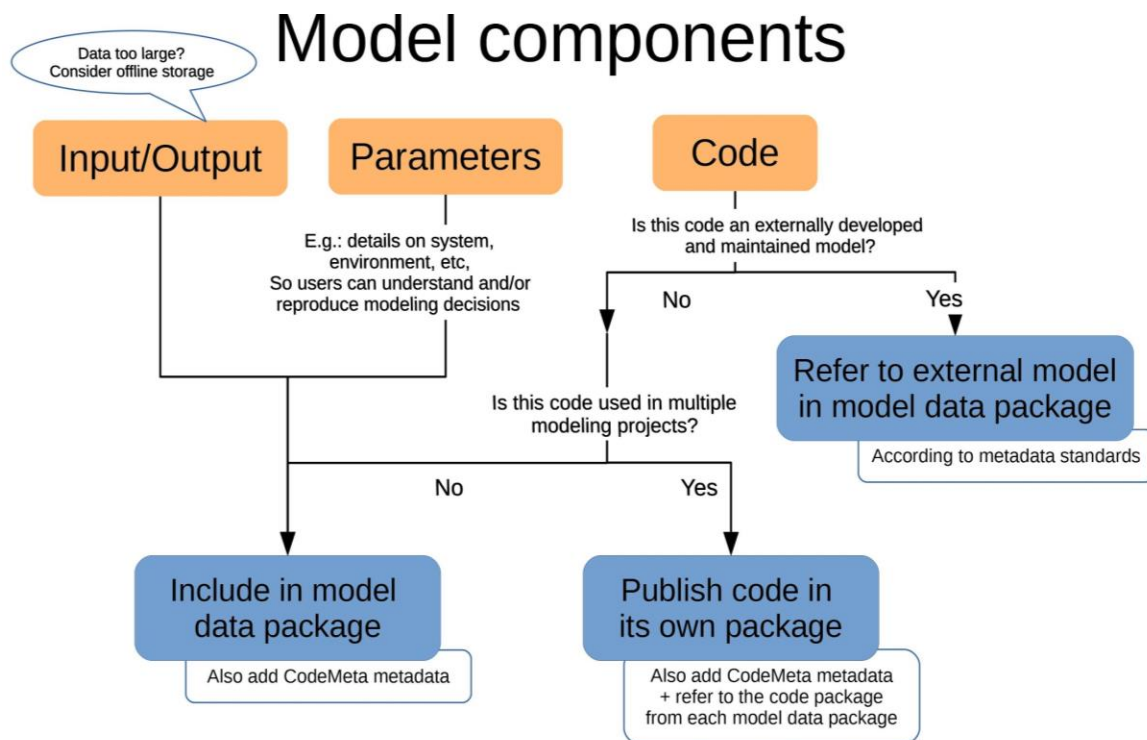 Model components
Data too large?
Consider offline storage
Input/Output
Parameters
Code
E.g.: details on system,
environment, etc,
So users can understand and/or
reproduce modeling decisions
Is this code an externally developed
and maintained model?
No
Yes
Refer to external model
in model data package
According to metadata standards
Is this code used in multiple
modeling projects?
No
Yes
Include in model
data package
Also add CodeMeta metadata
Publish code in
its own package
Also add CodeMeta metadata
+ refer to the code package
from each model data package